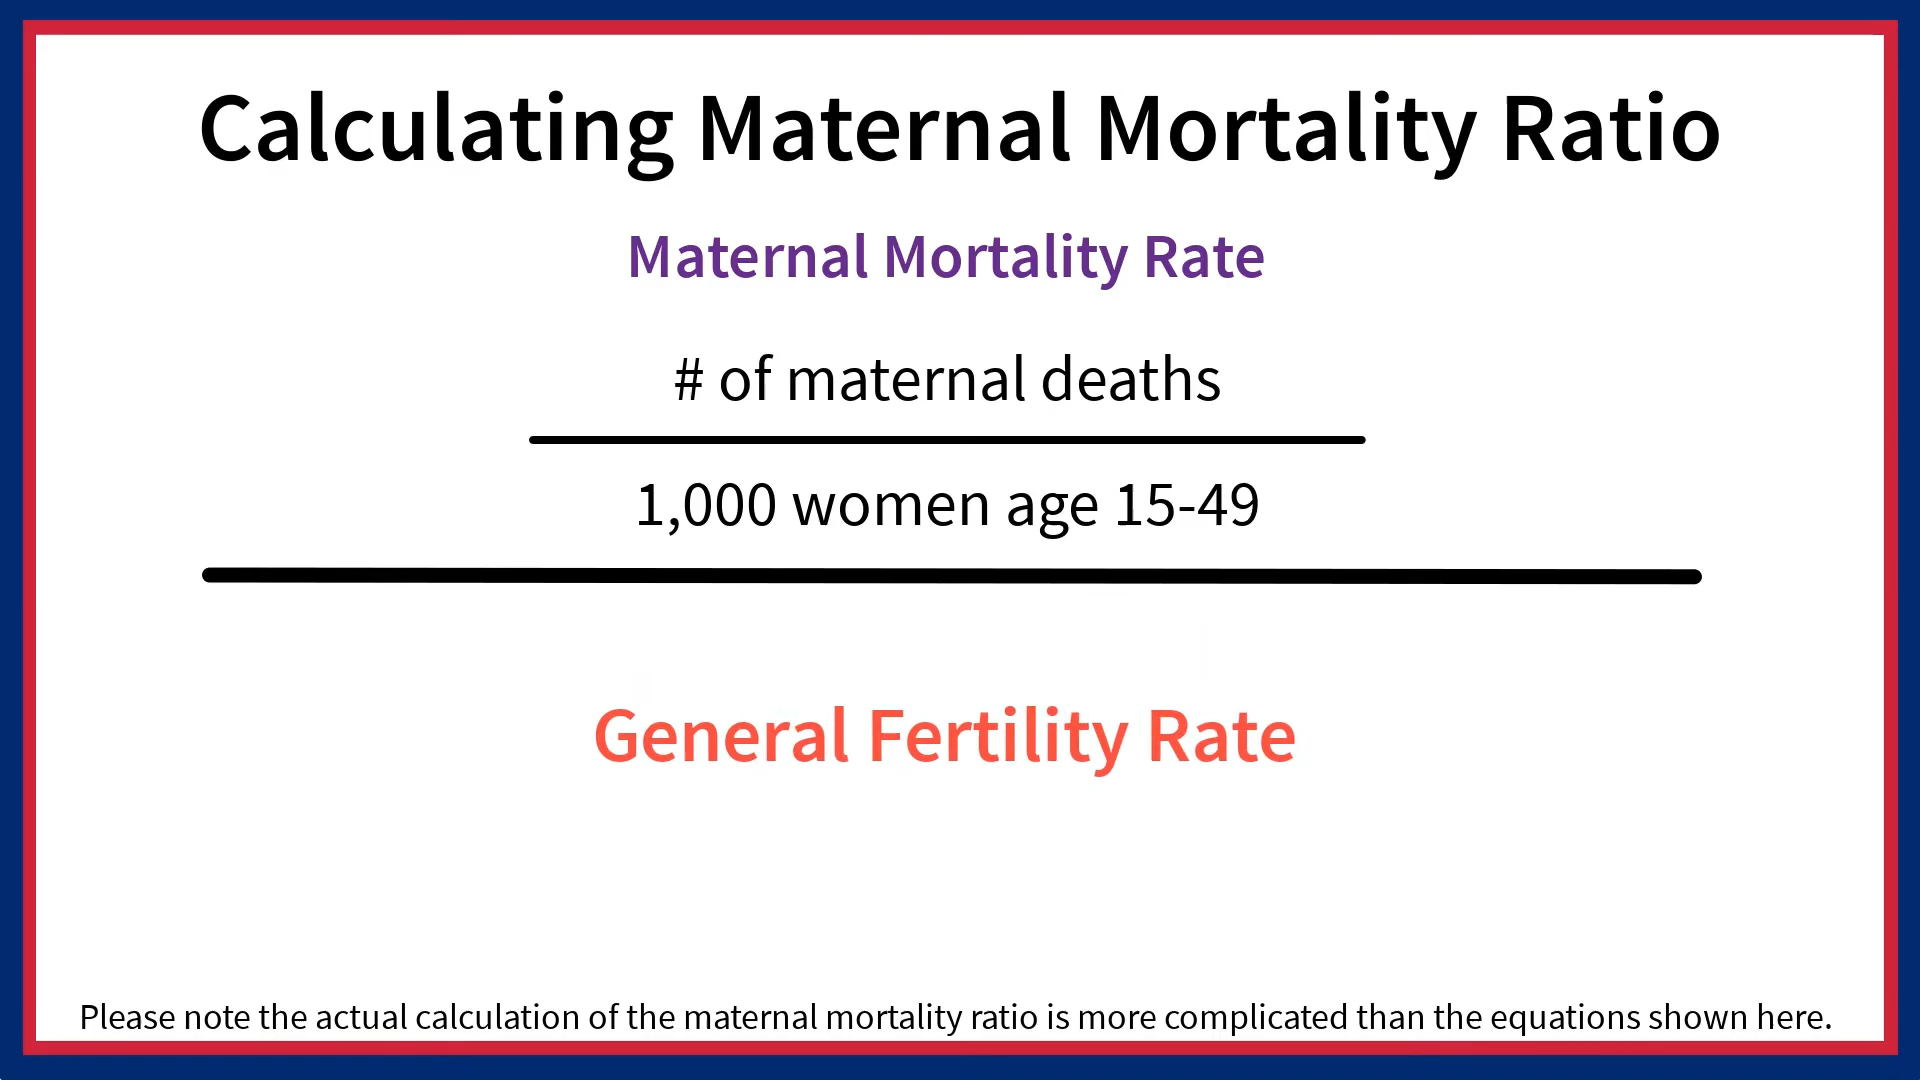 Calculating Maternal Mortality Ratio
Maternal Mortality Rate
# of maternal deaths
1,000 women age 15-49
General Fertility Rate
Please note the actual calculation of the maternal mortality ratio is more complicated than the equations shown here.